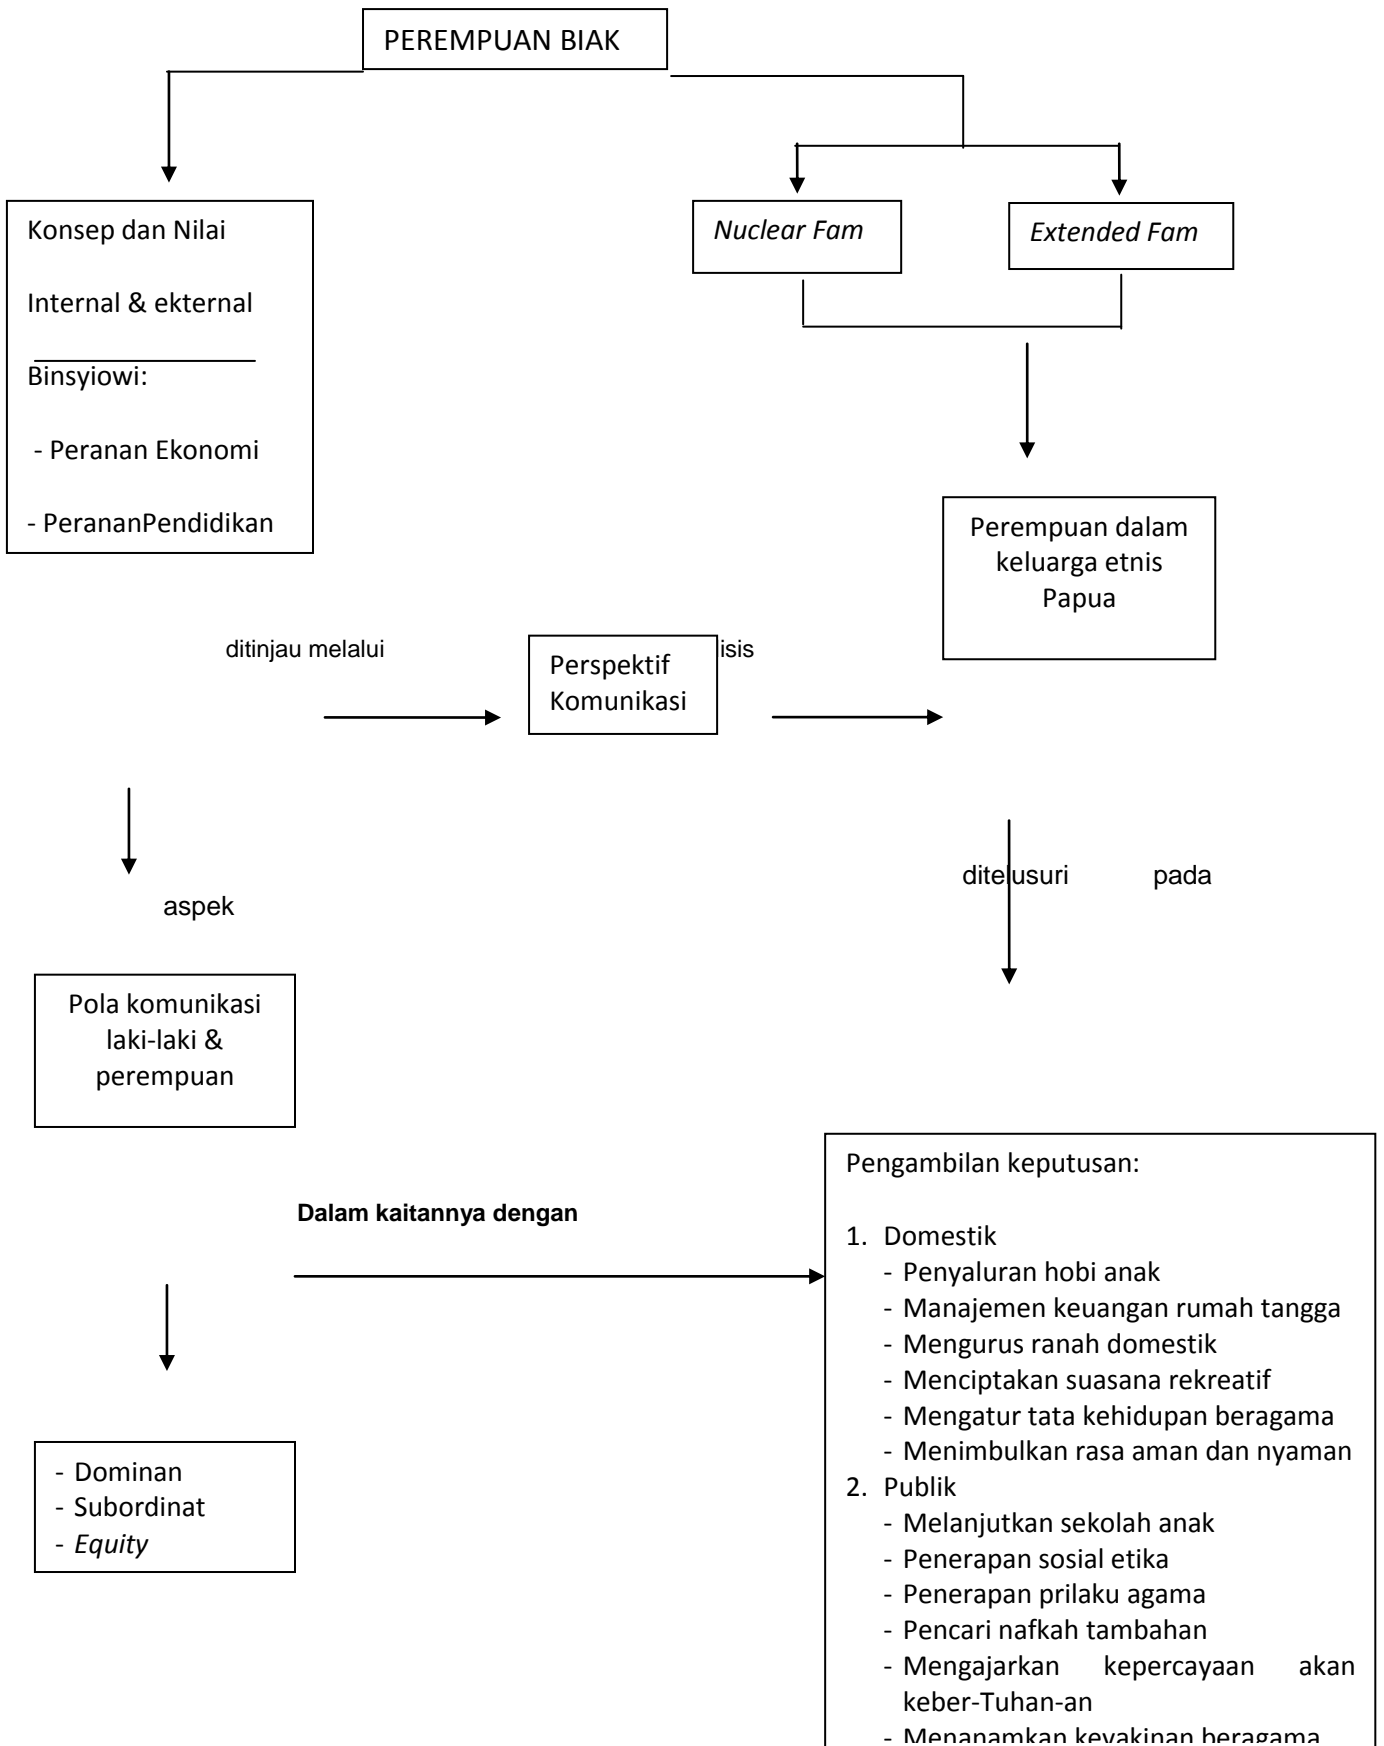 PEREMPUAN BIAK
Konsep dan Nilai
Internal & ekternal
Binsyiowi:
- Peranan Ekonomi
- PerananPendidikan
Nuclear Fam
Extended Fam
Perempuan dalam
keluarga etnis
Papua
ditinjau melalui
Perspektif
Komunikasi
isis
aspek
ditelusuri pada
Pola komunikasi
laki-laki &
perempuan
Dalam kaitannya dengan
- Dominan
- Subordinat
- Equity
Pengambilan keputusan:
1. Domestik
- Penyaluran hobi anak
- Manajemen keuangan rumah tangga
- Mengurus ranah domestik
- Menciptakan suasana rekreatif
- Mengatur tata kehidupan beragama
- Menimbulkan rasa aman dan nyaman
2. Publik
- Melanjutkan sekolah anak
- Penerapan sosial etika
- Penerapan prilaku agama
- Pencari nafkah tambahan
- Mengajarkan kepercayaan akan
keber-Tuhan-an
- Menanamkan keyakinan beragama